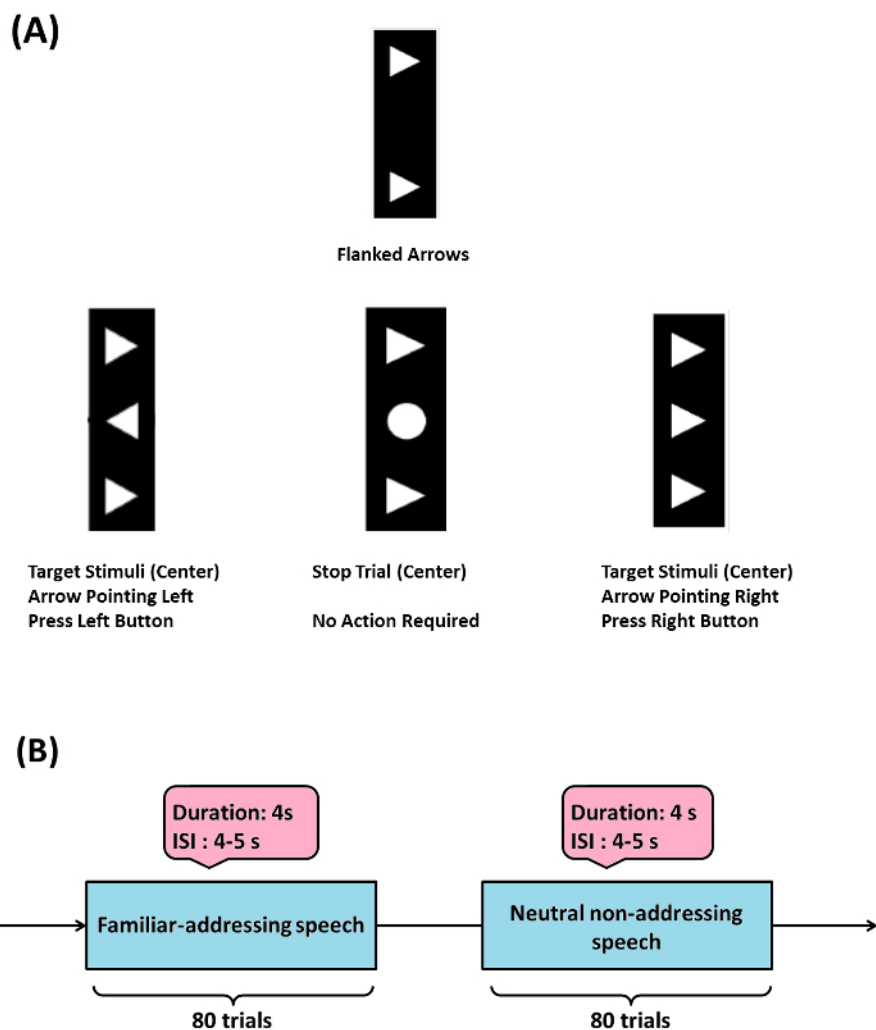 (A)
Flanked Arrows
Target Stimuli (Center)
Arrow Pointing Left
Press Left Button
Stop Trial (Center)
No Action Required
Target Stimuli (Center)
Arrow Pointing Right
Press Right Button
(B)
Duration: 4s
ISI : 4-5 s
Duration: 4 s
ISI : 4-5 s
Familiar-addressing speech
Neutral non-addressing
speech
80 trials
80 trials